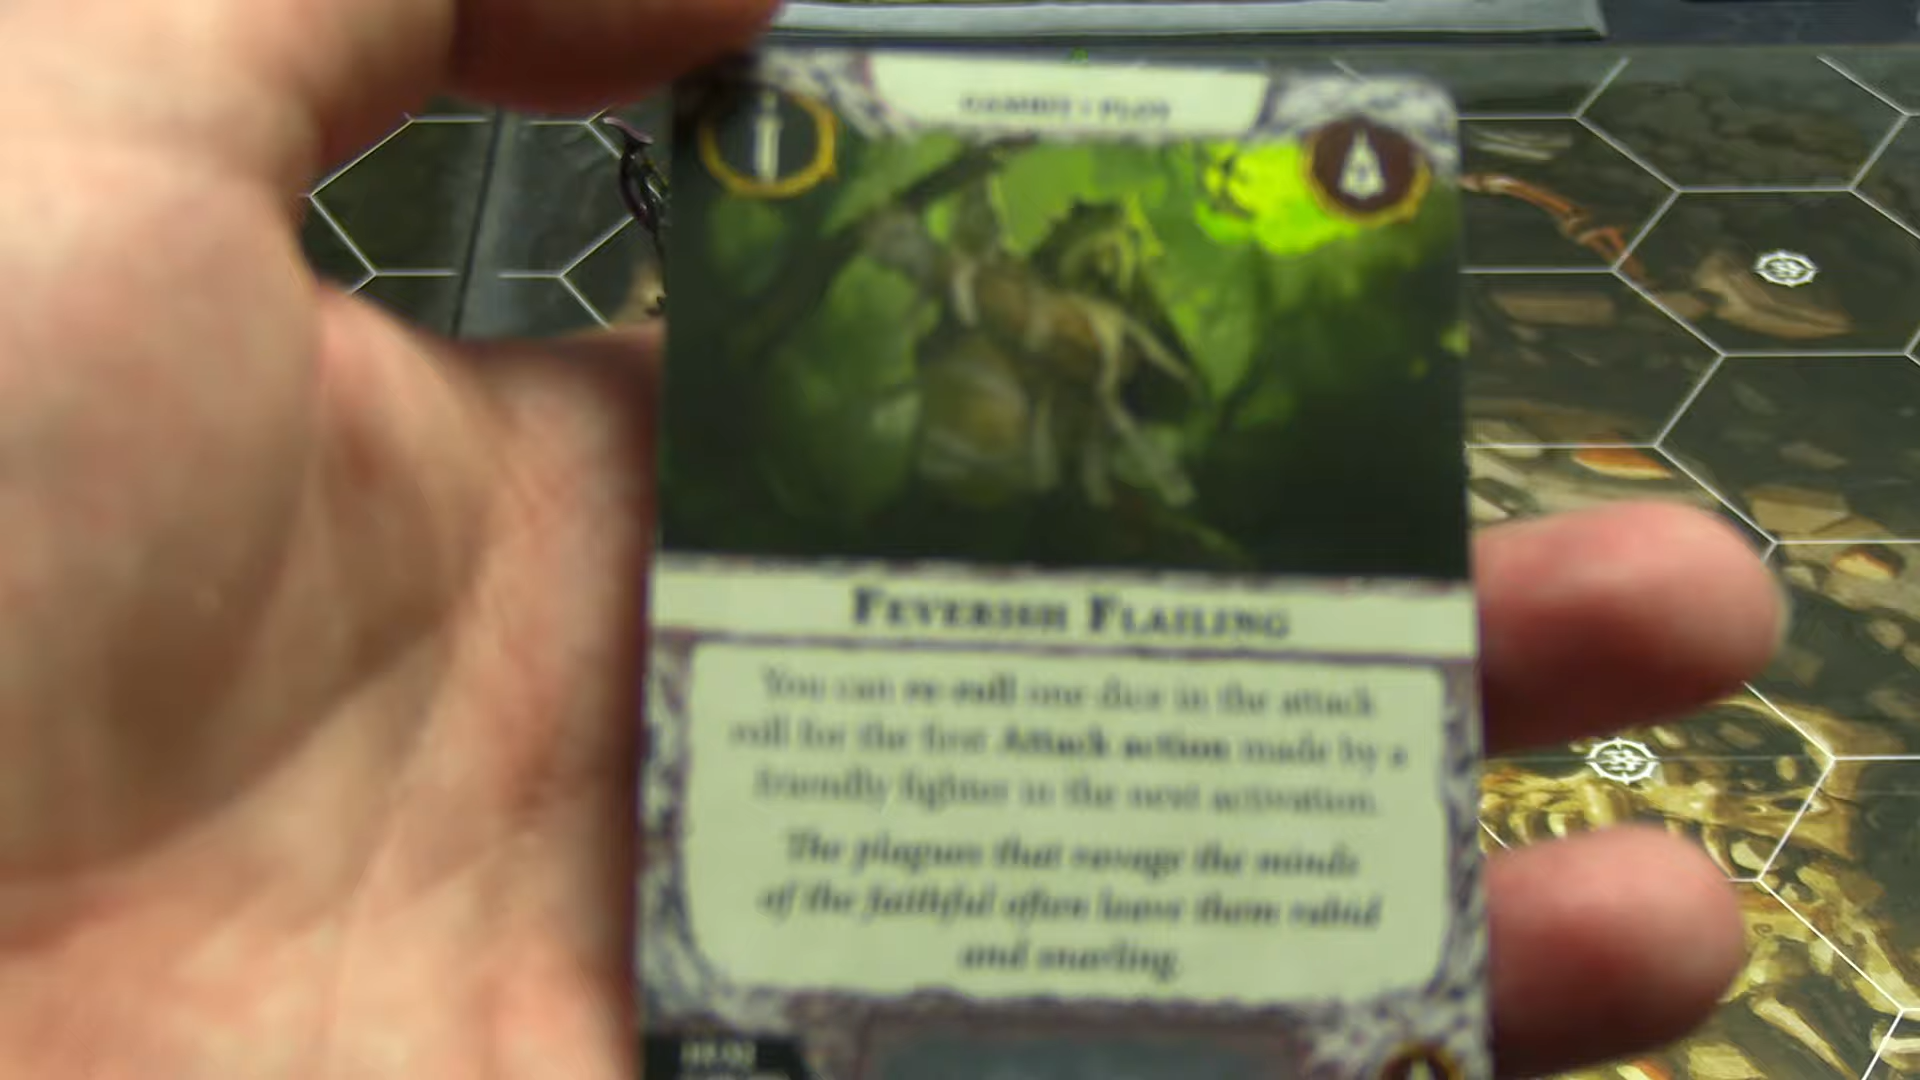 GAMBIT • PLOY
FEVERISH FLAILING
You can re-roll one dice in the attack
roll for the first Attack action made by a
friendly fighter in the next activation.
The plagues that ravage the minds
of the faithful often leave them rabid
and snarling.